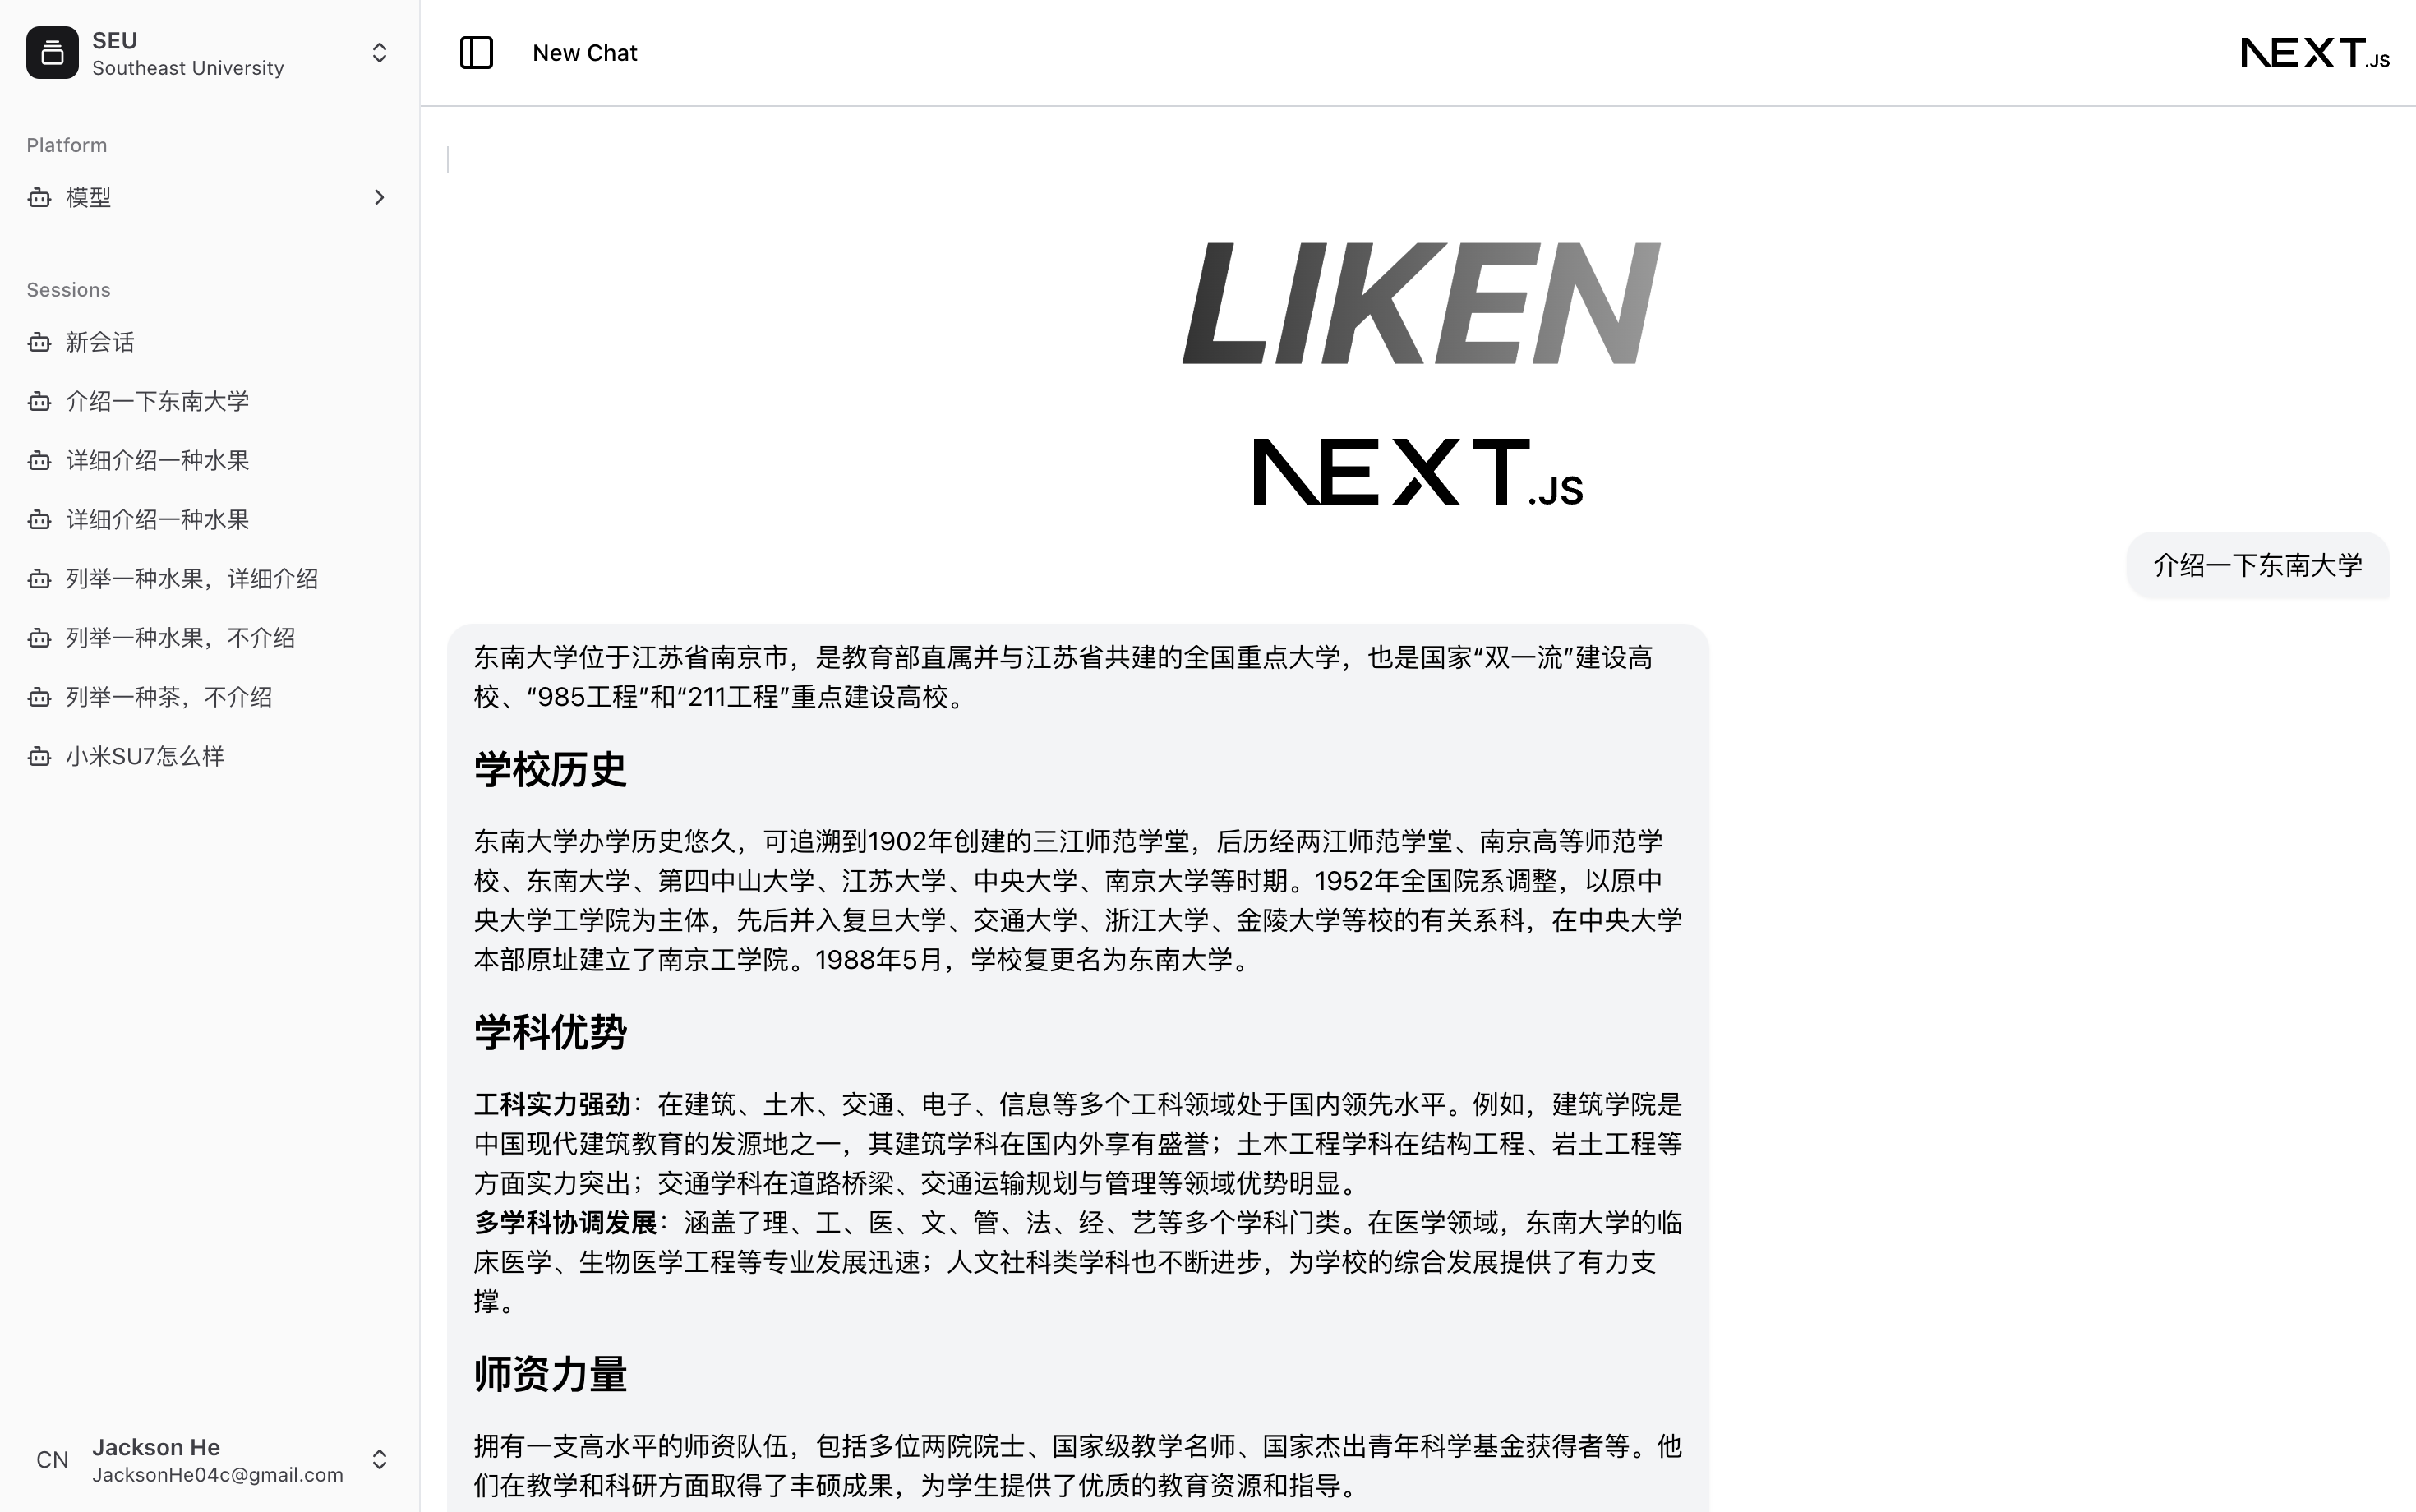 SEU
Southeast University
Platform
模型
Sessions
新会话
介绍一下东南大学
详细介绍一种水果
详细介绍一种水果
列举一种水果，详细介绍
列举一种水果，不介绍
列举一种茶，不介绍
小米SU7怎么样
CN
Jackson He
JacksonHe04c@gmail.com
New Chat
NEXT.JS
LIKEN
NEXT.JS
介绍一下东南大学
东南大学位于江苏省南京市，是教育部直属并与江苏省共建的全国重点大学，也是国家“双一流”建设高
校、“985工程”和“211工程”重点建设高校。
学校历史
东南大学办学历史悠久，可追溯到1902年创建的三江师范学堂，后历经两江师范学堂、南京高等师范学
校、东南大学、第四中山大学、江苏大学、中央大学、南京大学等时期。1952年全国院系调整，以原中
央大学工学院为主体，先后并入复旦大学、交通大学、浙江大学、金陵大学等校的有关系科，在中央大学
本部原址建立了南京工学院。1988年5月，学校复更名为东南大学。
学科优势
工科实力强劲：在建筑、土木、交通、电子、信息等多个工科领域处于国内领先水平。例如，建筑学院是
中国现代建筑教育的发源地之一，其建筑学科在国内外享有盛誉；土木工程学科在结构工程、岩土工程等
方面实力突出；交通学科在道路桥梁、交通运输规划与管理等领域优势明显。
多学科协调发展：涵盖了理、工、医、文、管、法、经、艺等多个学科门类。在医学领域，东南大学的临
床医学、生物医学工程等专业发展迅速；人文社科类学科也不断进步，为学校的综合发展提供了有力支
撑。
师资力量
拥有一支高水平的师资队伍，包括多位两院院士、国家级教学名师、国家杰出青年科学基金获得者等。他
们在教学和科研方面取得了丰硕成果，为学生提供了优质的教育资源和指导。